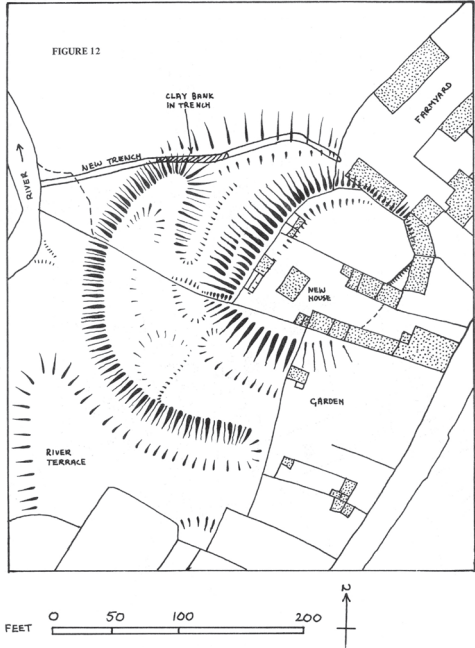 FIGURE 12
CLAY BANK
IN TRENCH
FARMYARD
NEW TRENCH
RIVER
NEW
HOUSE
GARDEN
RIVER
TERRACE
N
FEET 0 50 100 200